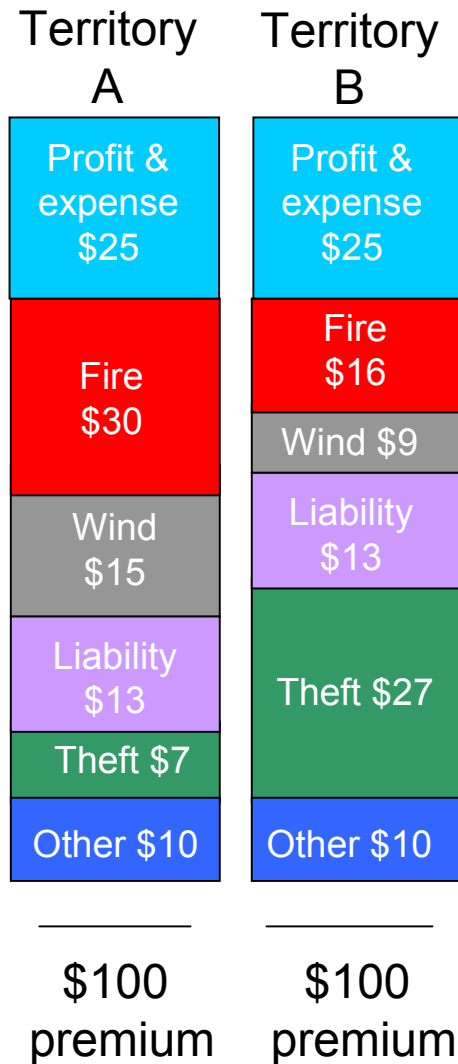 Territory
A
Profit &
expense
$25
Fire
$30
Wind
$15
Liability
$13
Theft $7
Other $10
$100
premium
Territory
B
Profit &
expense
$25
Fire
$16
Wind $9
Liability
$13
Theft $27
Other $10
$100
premium